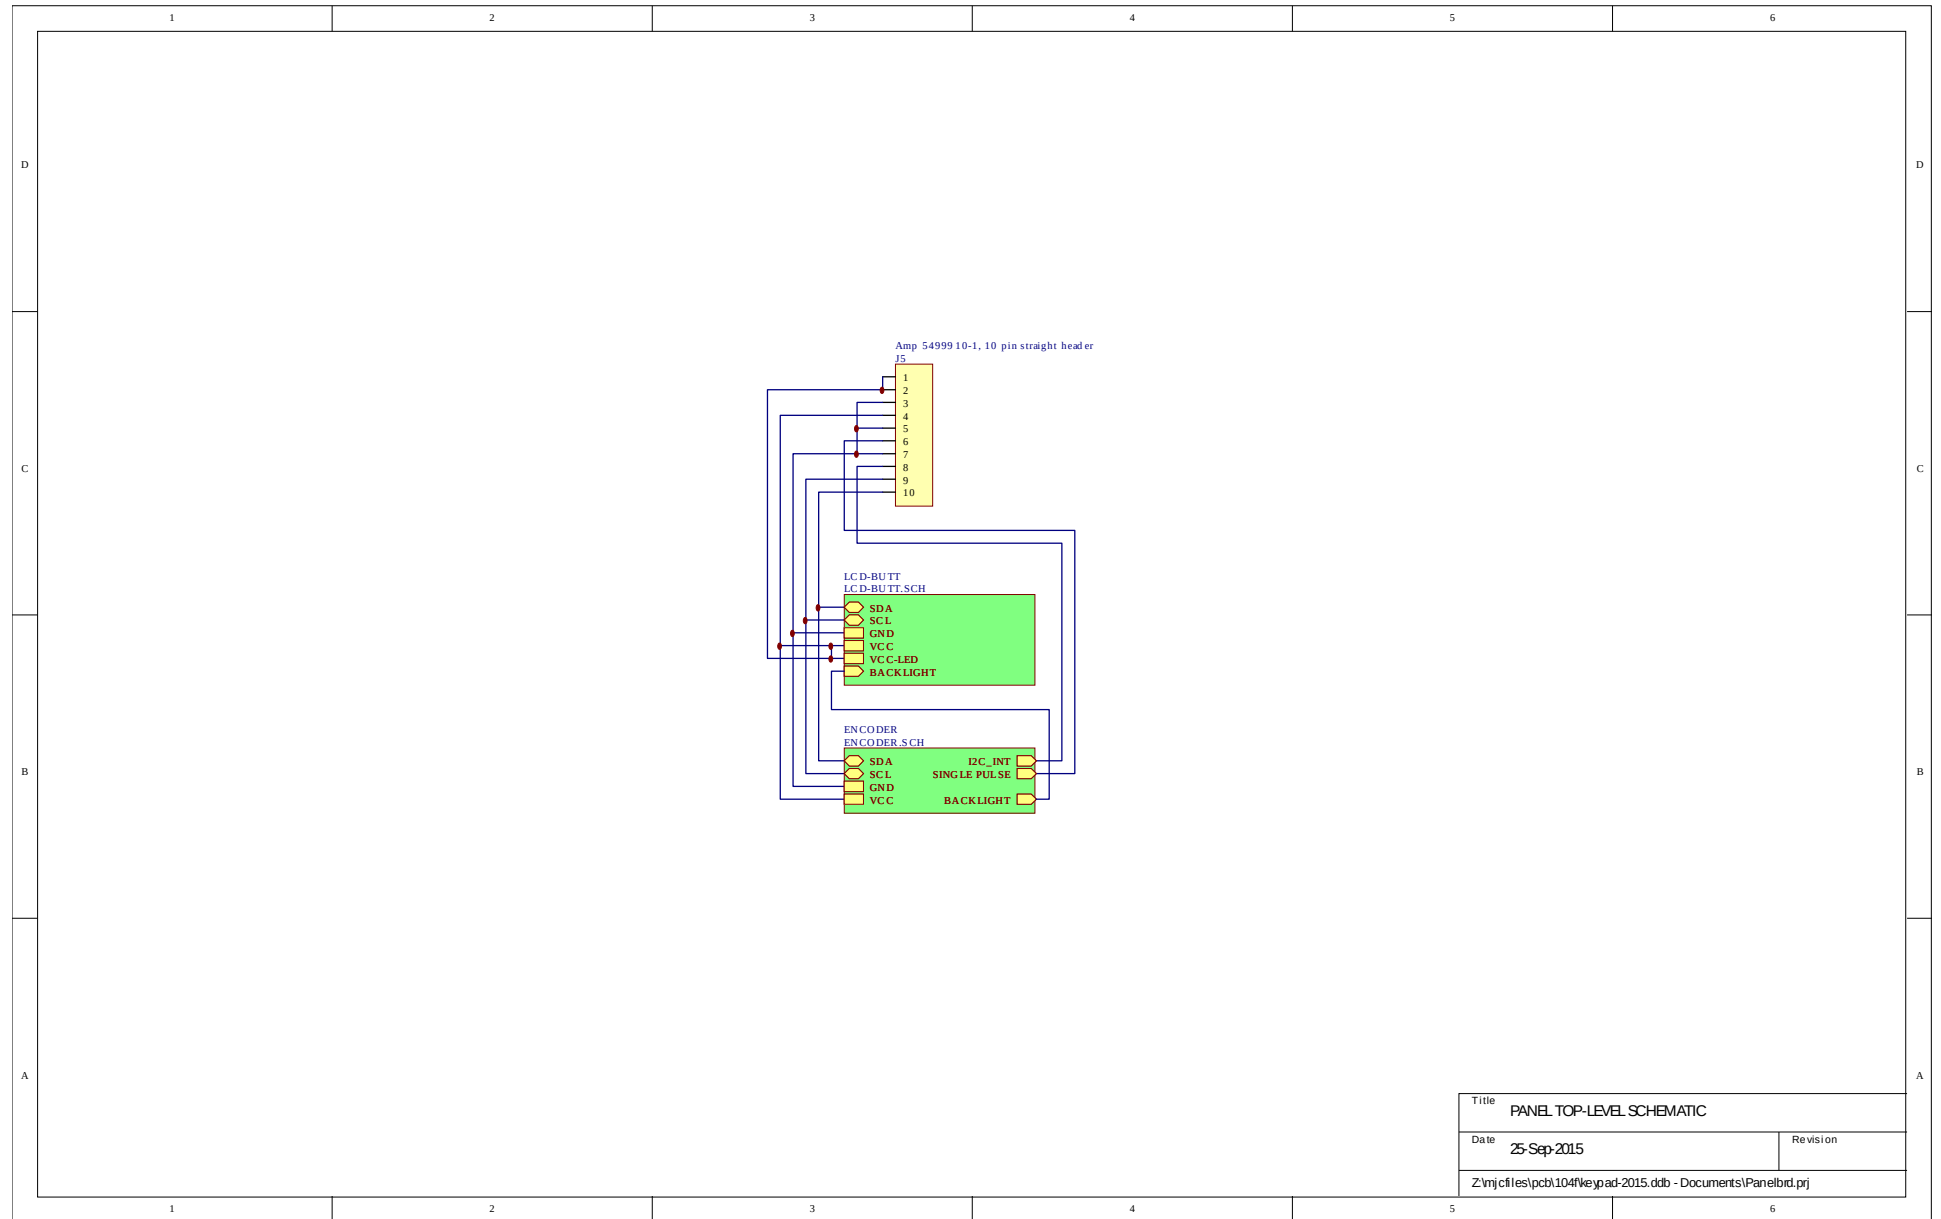 1 2 3 4 5 6
D D
Amp 549991 0-1, 10 pin straight header
J5
1
2
3
4
5
6
7
8
9
10
C C
LCD-BUTT
LCD-BUTT.SCH
SDA
SCL
GND
VCC
VCC-LED
BACKLIGHT
ENCODER
ENCODER.SCH
SDA I2C_INT
SCL SINGLE PULSE
GND
VCC BACKLIGHT
B B
A A
Title PANEL TOP-LEVEL SCHEMATIC
Date 25-Sep-2015 Revision
Z:\mjcfiles\pcb\104f\keypad-2015.ddb - Documents\Panelbrd.prj
1 2 3 4 5 6